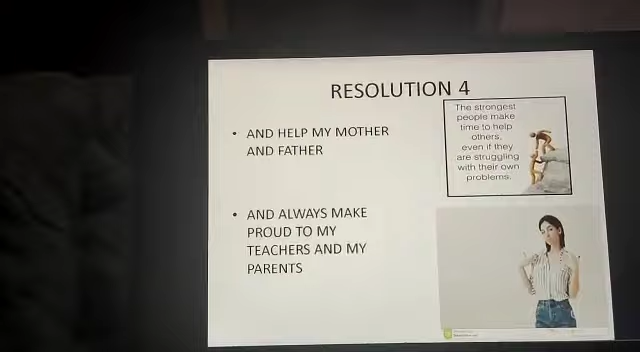 RESOLUTION 4
• AND HELP MY MOTHER
AND FATHER
The strongest
people make
time to help
others,
even if they
are struggling
with their own
problems.
• AND ALWAYS MAKE
PROUD TO MY
TEACHERS AND MY
PARENTS